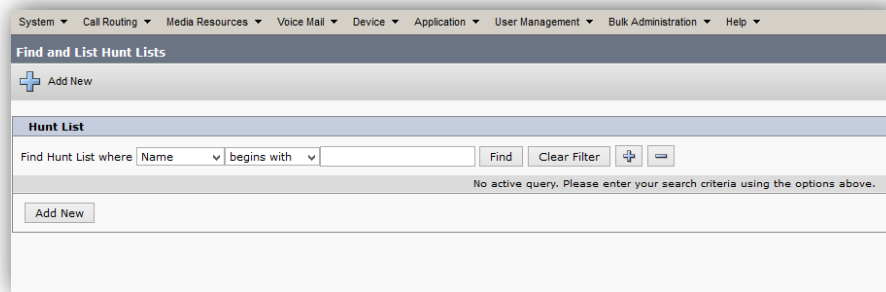 System Call Routing Media Resources Voice Mail Device Application User Management Bulk Administration Help
Find and List Hunt Lists
Add New
Hunt List
Find Hunt List where Name begins with Find Clear Filter
No active query. Please enter your search criteria using the options above.
Add New